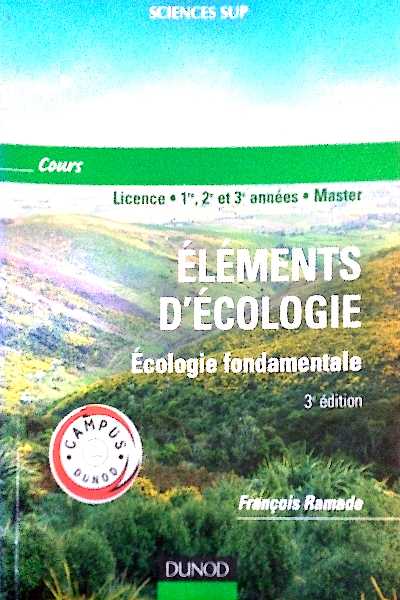 SCIENCES SUP
Cours
Licence • 1re, 2e et 3e années • Master
ÉLÉMENTS
D'ÉCOLOGIE
Écologie fondamentale
3e édition
CAMPUS
DUNOD
François Ramade
DUNOD